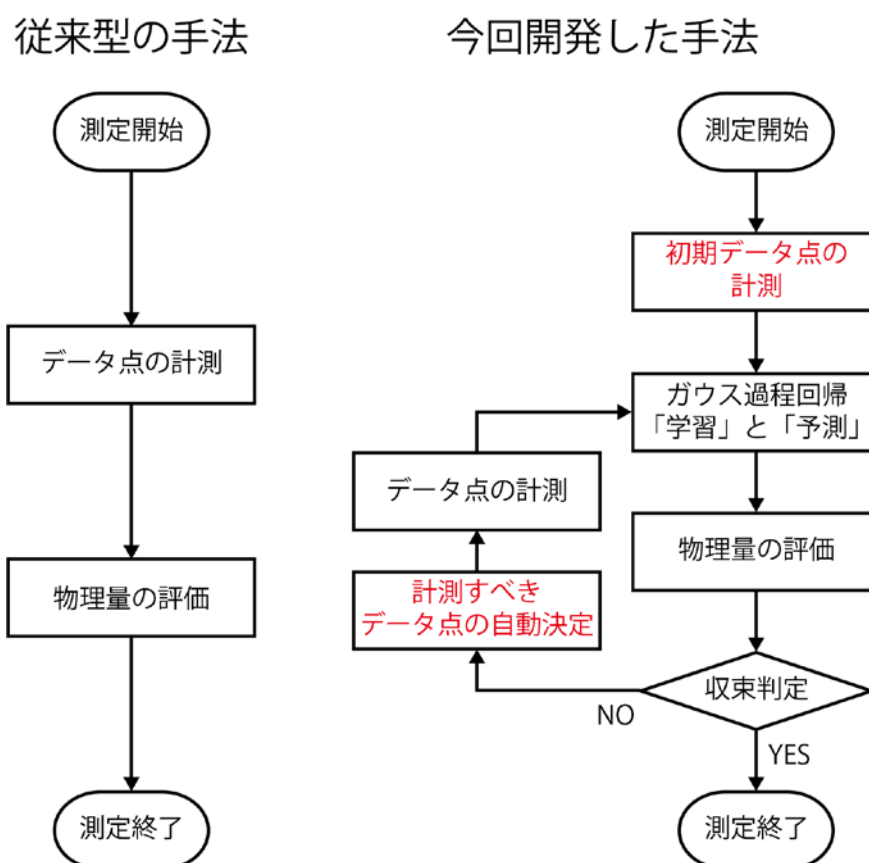 従来型の手法
測定開始
データ点の計測
物理量の評価
測定終了
今回開発した手法
測定開始
初期データ点の
計測
ガウス過程回帰
「学習」と「予測」
物理量の評価
収束判定
NO
計測すべき
データ点の自動決定
データ点の計測
YES
測定終了